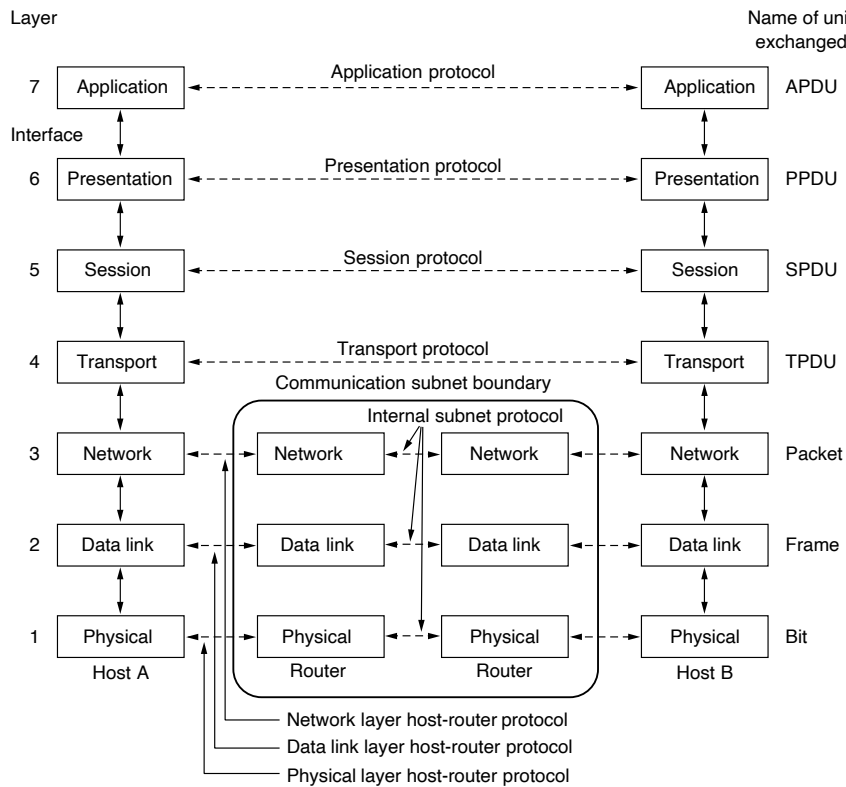 Layer
Name of uni
exchanged
7 Application Application protocol Application APDU
Interface
6 Presentation Presentation protocol Presentation PPDU
5 Session Session protocol Session SPDU
4 Transport Transport protocol Transport TPDU
Communication subnet boundary
Internal subnet protocol
3 Network Network Network Network Packet
2 Data link Data link Data link Data link Frame
1 Physical Physical Physical Physical Bit
Host A Router Router Host B
Network layer host-router protocol
Data link layer host-router protocol
Physical layer host-router protocol